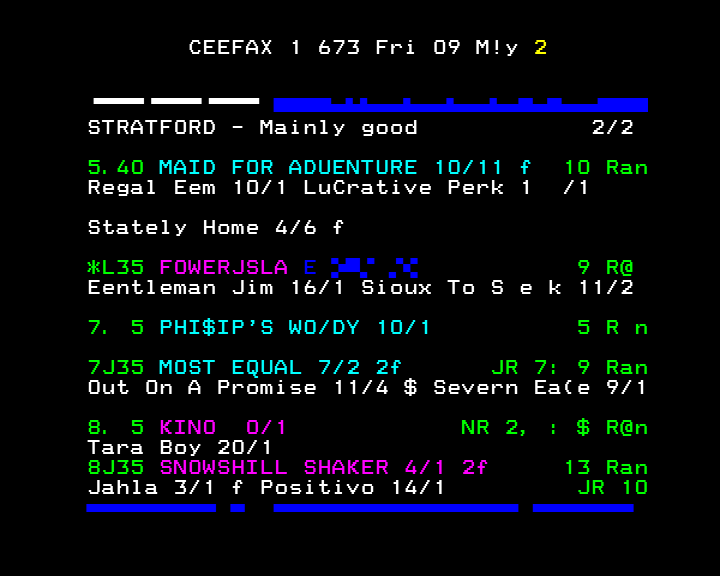 CEEFAX 1 673 Fri 09 M!y 2
STRATFORD - Mainly good 2/2
5.40 MAID FOR ADUENTURE 10/11 f 10 Ran
Regal Eem 10/1 LuCrative Perk 1 /1
Stately Home 4/6 f
*L35 FOWERJSLA E 9 R@
Eentleman Jim 16/1 Sioux To S e k 11/2
7. 5 PHI$IP'S WO/DY 10/1 5 R n
7J35 MOST EQUAL 7/2 2f JR 7: 9 Ran
Out On A Promise 11/4 $ Severn Ea(e 9/1
8. 5 KINO 0/1 NR 2, : $ R@n
Tara Boy 20/1
8J35 SNOWSHILL SHAKER 4/1 2f 13 Ran
Jahla 3/1 f Positivo 14/1 JR 10